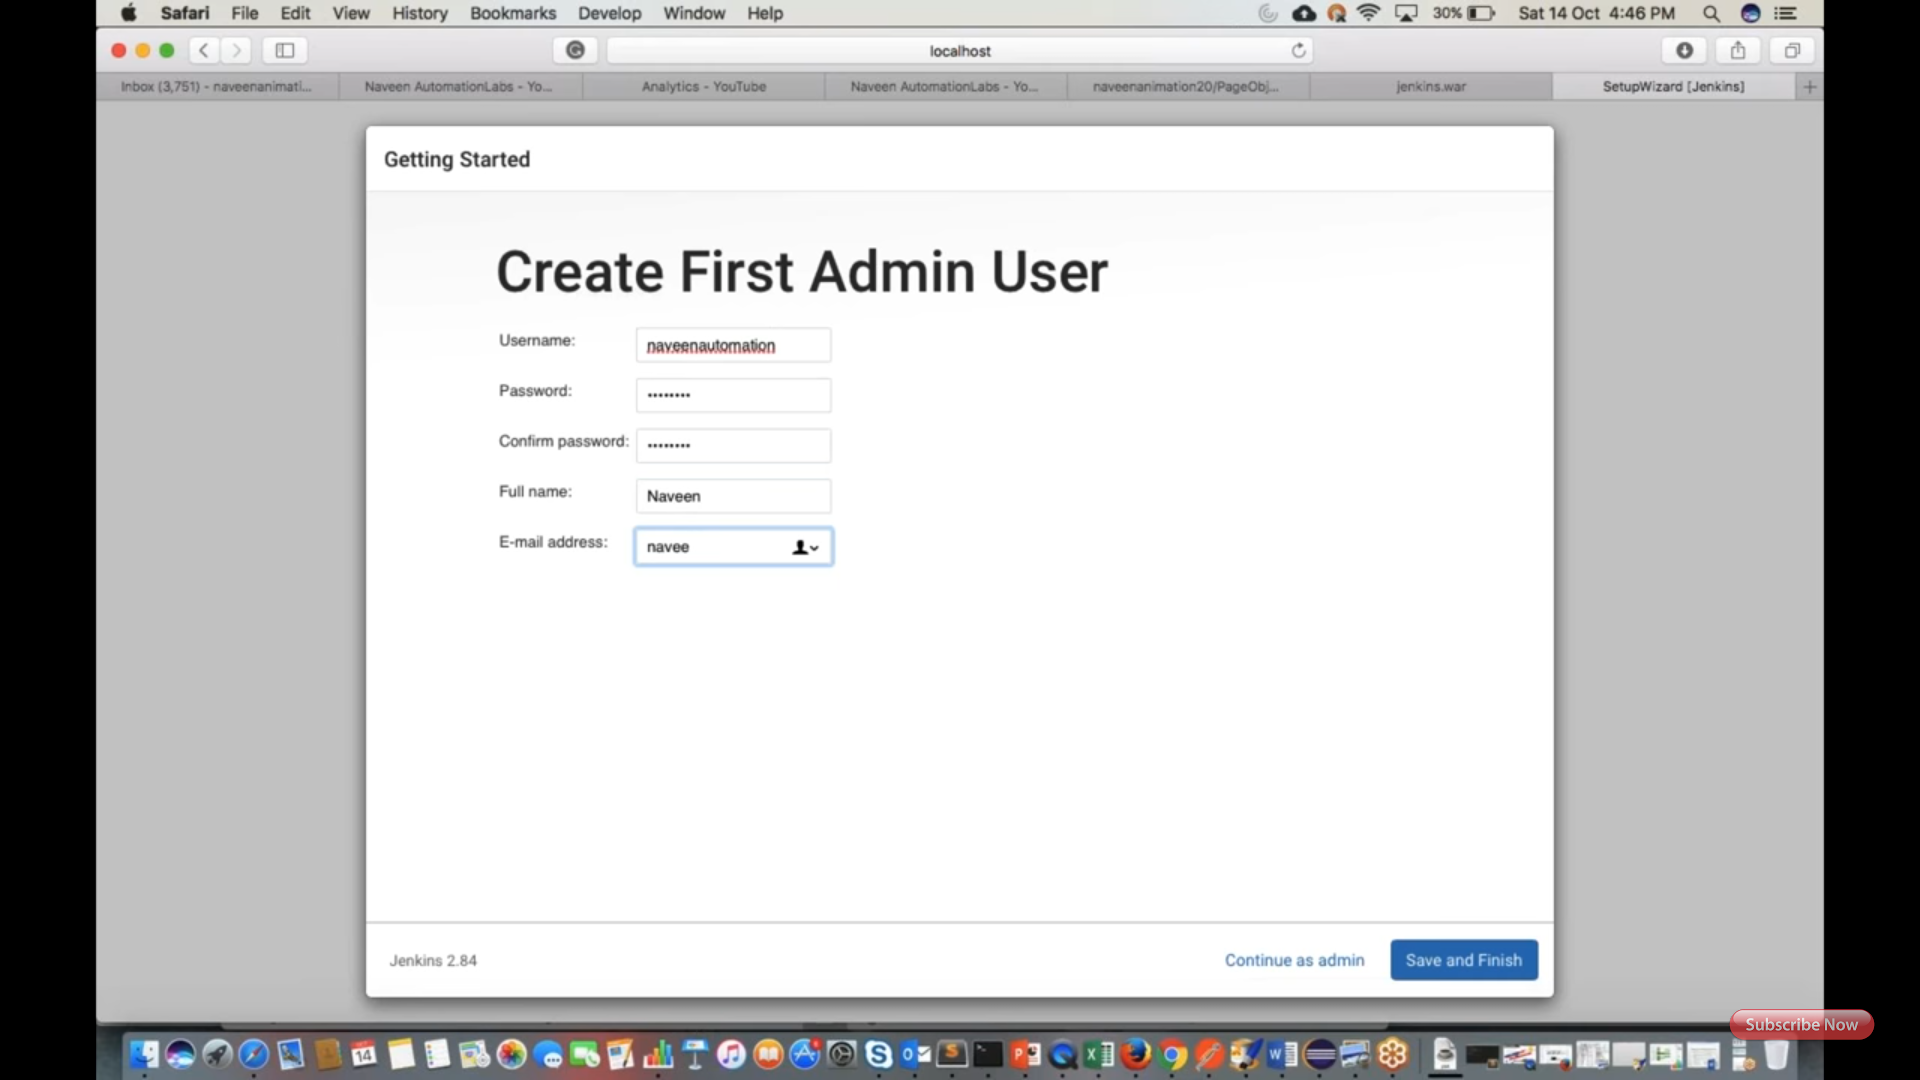 Safari File Edit View History Bookmarks Develop Window Help 30% Sat 14 Oct 4:46 PM
localhost
Inbox (3,751) - naveenanimati... Naveen AutomationLabs - Yo... Analytics - YouTube Naveen AutomationLabs - Yo... naveenanimation20/PageObj... jenkins.war SetupWizard [Jenkins]
Getting Started
Create First Admin User
Username: naveenautomation
Password: ••••••••
Confirm password: ••••••••
Full name: Naveen
E-mail address: navee
Jenkins 2.84 Continue as admin Save and Finish
Subscribe Now
14